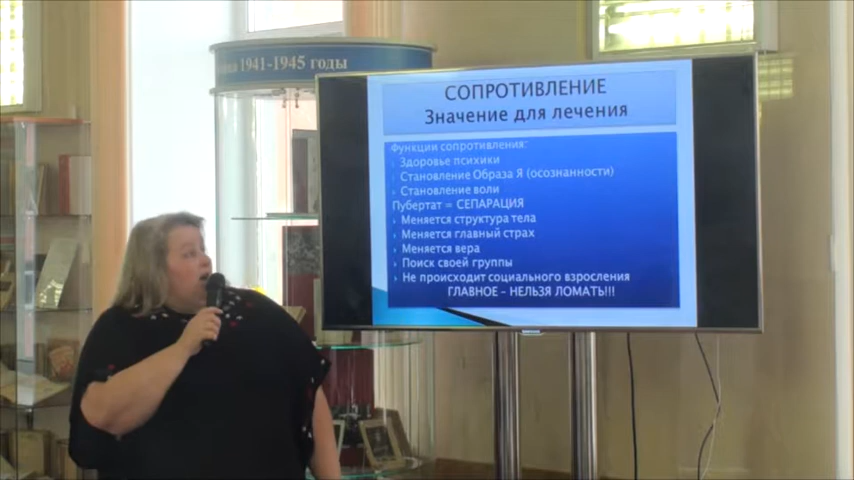 1941-1945 годы
СОПРОТИВЛЕНИЕ
Значение для лечения
Функции сопротивления:
Здоровье психики
Становление Образа Я (осознанности)
Становление воли
Пубертат = СЕПАРАЦИЯ
Меняется структура тела
Меняется главный страх
Меняется вера
Поиск своей группы
Не происходит социального взросления
ГЛАВНОЕ - НЕЛЬЗЯ ЛОМАТЬ!!!